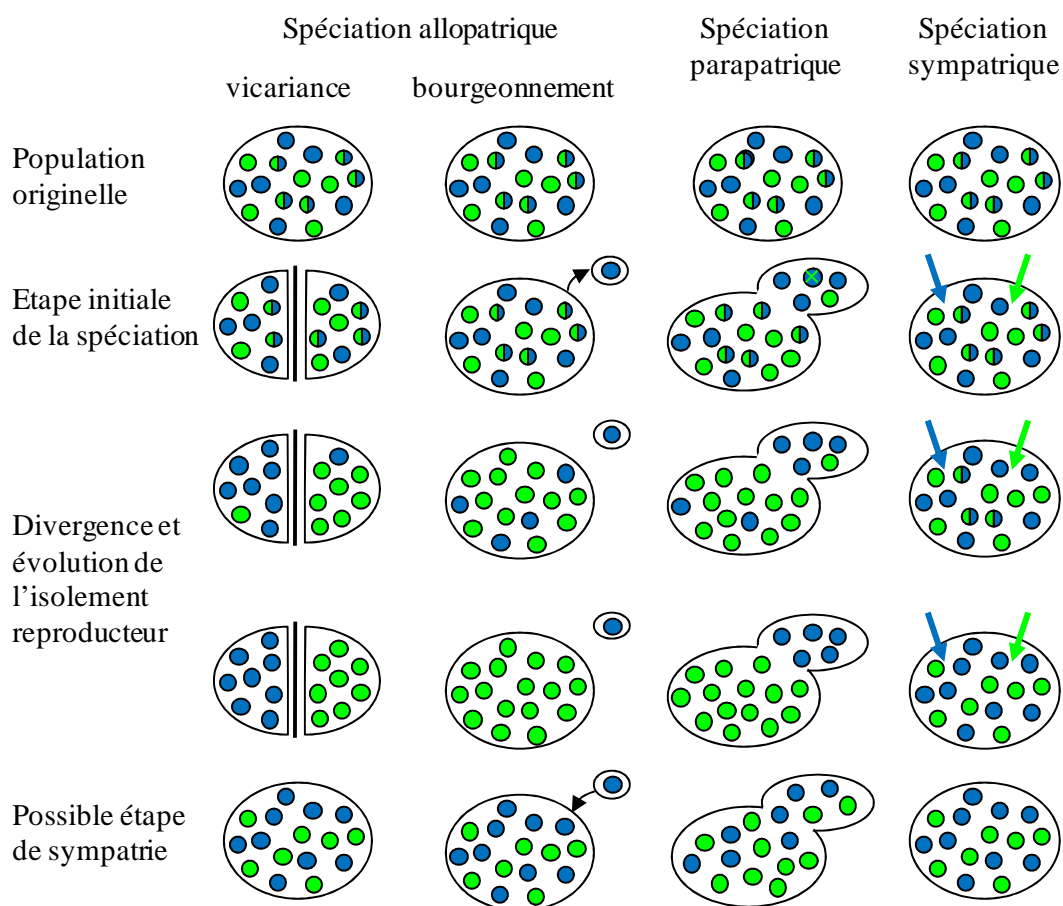 Spéciation allopatrique
Spéciation
parapatrique
Spéciation
sympatrique
vicariance
bourgeonnement
Population
originelle
Etape initiale
de la spéciation
Divergence et
évolution de
l'isolement
reproducteur
Possible étape
de sympatrie